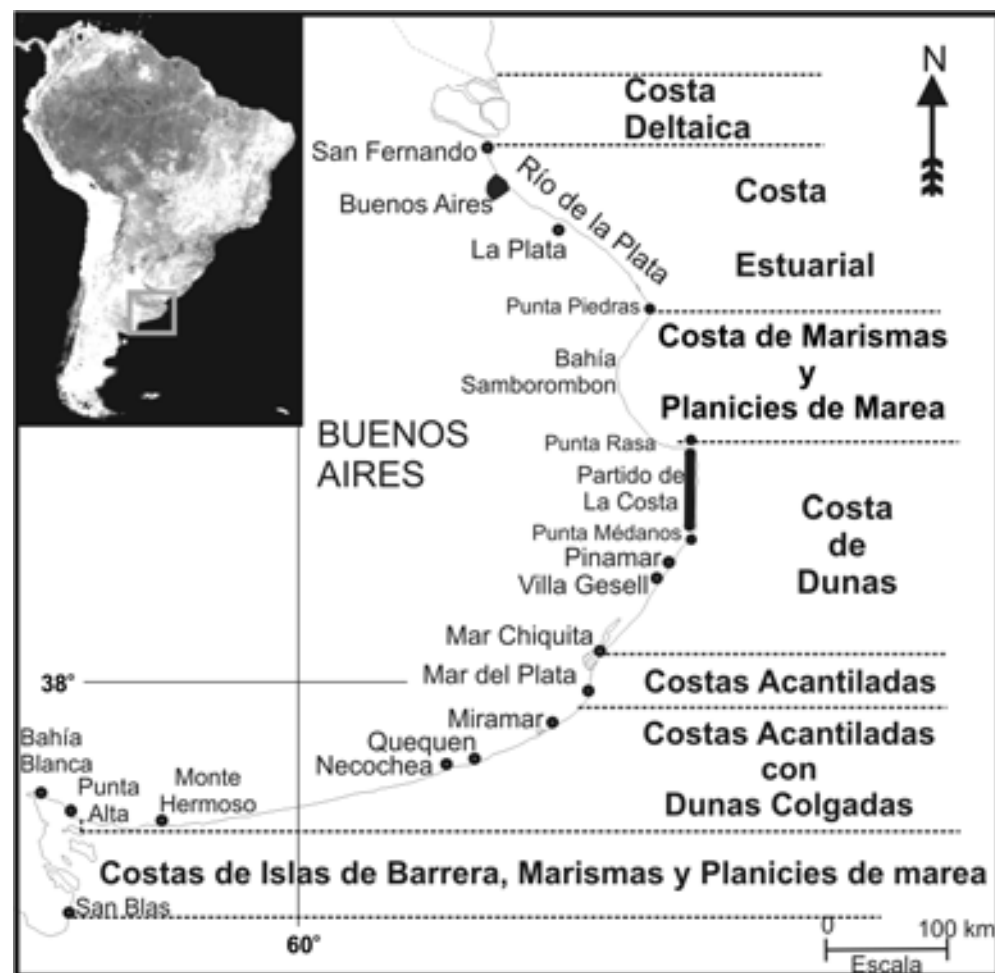 N
Costa
Deltaica
San Fernando
Río de la Plata
Costa
Buenos Aires
La Plata
Estuarial
Punta Piedras
Costa de Marismas
y
Planicies de Marea
Bahía
Samborombon
BUENOS
AIRES
Punta Rasa
Partido de
La Costa
Costa
de
Dunas
Punta Médanos
Pinamar
Villa Gesell
Mar Chiquita
38°
Mar del Plata
Costas Acantiladas
Miramar
Costas Acantiladas
con
Dunas Colgadas
Quequen
Necochea
Bahía
Blanca
Punta
Alta
Monte
Hermoso
Costas de Islas de Barrera, Marismas y Planicies de marea
San Blas
60°
0 100 km
Escala